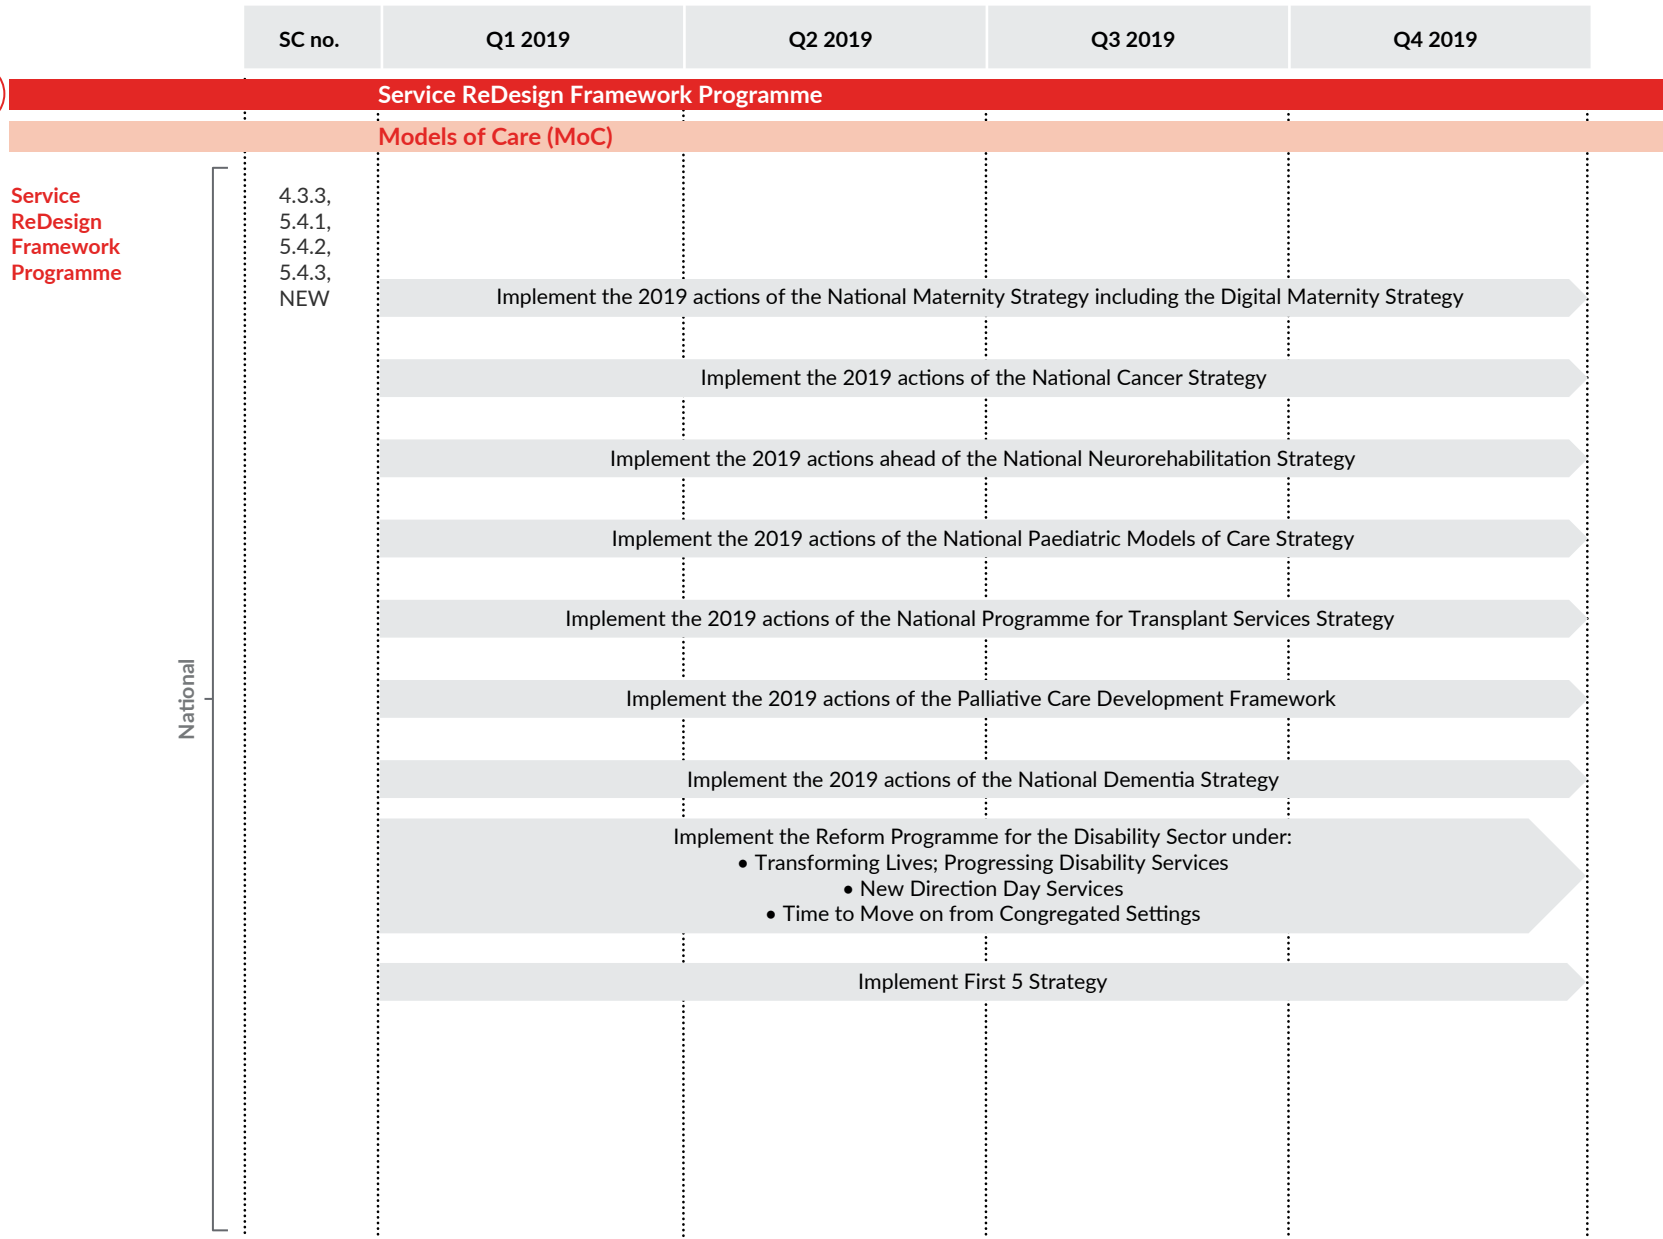 SC no.
Q1 2019
Q2 2019
Q3 2019
Q4 2019
Service ReDesign Framework Programme
Models of Care (MoC)
Service
ReDesign
Framework
Programme
National
4.3.3,
5.4.1,
5.4.2,
5.4.3,
NEW
Implement the 2019 actions of the National Maternity Strategy including the Digital Maternity Strategy
Implement the 2019 actions of the National Cancer Strategy
Implement the 2019 actions ahead of the National Neurorehabilitation Strategy
Implement the 2019 actions of the National Paediatric Models of Care Strategy
Implement the 2019 actions of the National Programme for Transplant Services Strategy
Implement the 2019 actions of the Palliative Care Development Framework
Implement the 2019 actions of the National Dementia Strategy
Implement the Reform Programme for the Disability Sector under:
• Transforming Lives; Progressing Disability Services
• New Direction Day Services
• Time to Move on from Congregated Settings
Implement First 5 Strategy